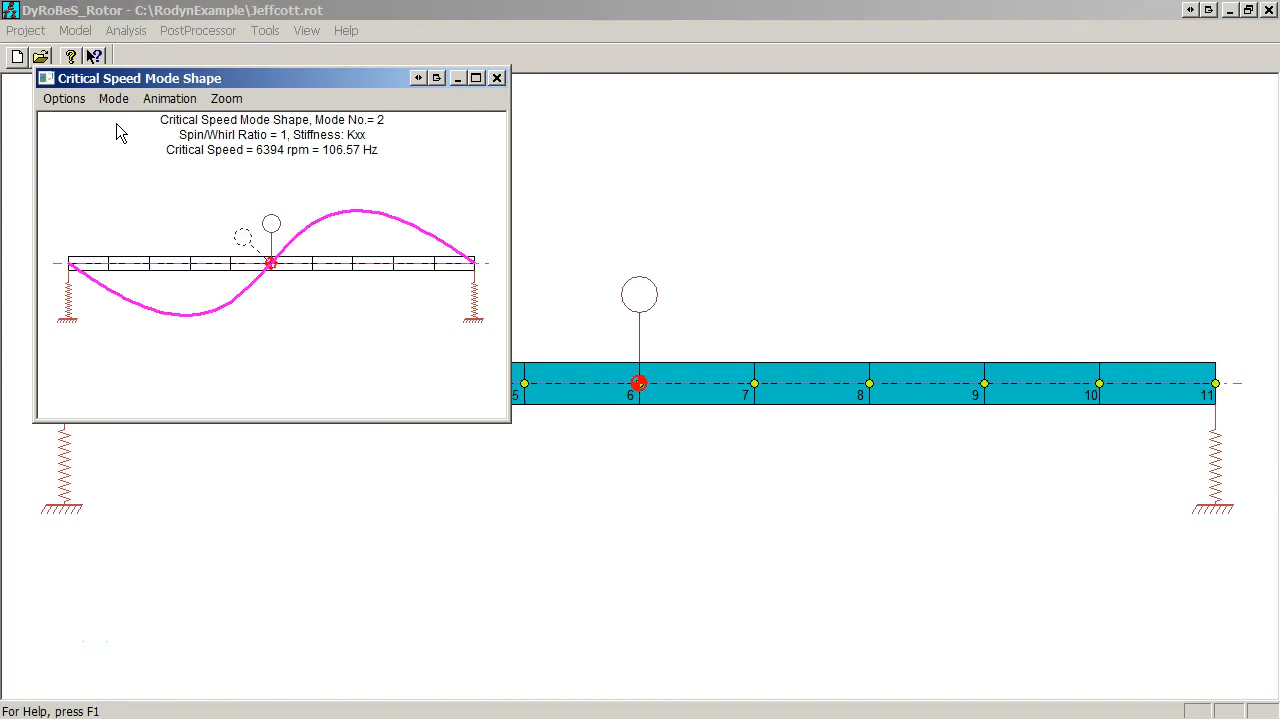 DyRoBeS_Rotor - C:\RodynExample\Jeffcott.rot
Project Model Analysis PostProcessor Tools View Help
Critical Speed Mode Shape
Options Mode Animation Zoom
Critical Speed Mode Shape, Mode No.= 2
Spin/Whirl Ratio = 1, Stiffness: Kxx
Critical Speed = 6394 rpm = 106.57 Hz
5 6 7 8 9 10 11
For Help, press F1